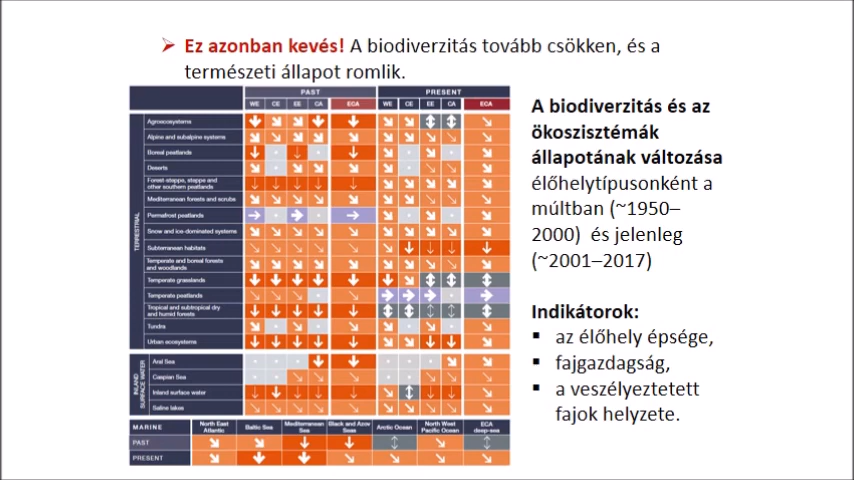 ➤ Ez azonban kevés! A biodiverzitás tovább csökken, és a
természeti állapot romlik.
PAST PRESENT
WE CE EE CA ECA WE CE EE CA ECA
TERRESTRIAL
Agroecosystems
Alpine and subalpine systems
Boreal peatlands
Deserts
Forest-steppe, steppe and
other southern peatlands
Mediterranean forests and scrubs
Permafrost peatlands
Snow and ice-dominated systems
Subterranean habitats
Temperate and boreal forests
and woodlands
Temperate grasslands
Temperate peatlands
Tropical and subtropical dry
and humid forests
Tundra
Urban ecosystems
INLAND
SURFACE WATER
Aral Sea
Caspian Sea
Inland surface water
Saline lakes
MARINE
North East
Atlantic
Baltic Sea
Mediterranean
Sea
Black and Azov
Seas
Arctic Ocean
North West
Pacific Ocean
ECA
deep-sea
PAST
PRESENT
A biodiverzitás és az
ökoszisztémák
állapotának változása
élőhelytípusonként a
múltban (~1950–
2000) és jelenleg
(~2001–2017)
Indikátorok:
▪ az élőhely épsége,
▪ fajgazdagság,
▪ a veszélyeztetett
fajok helyzete.